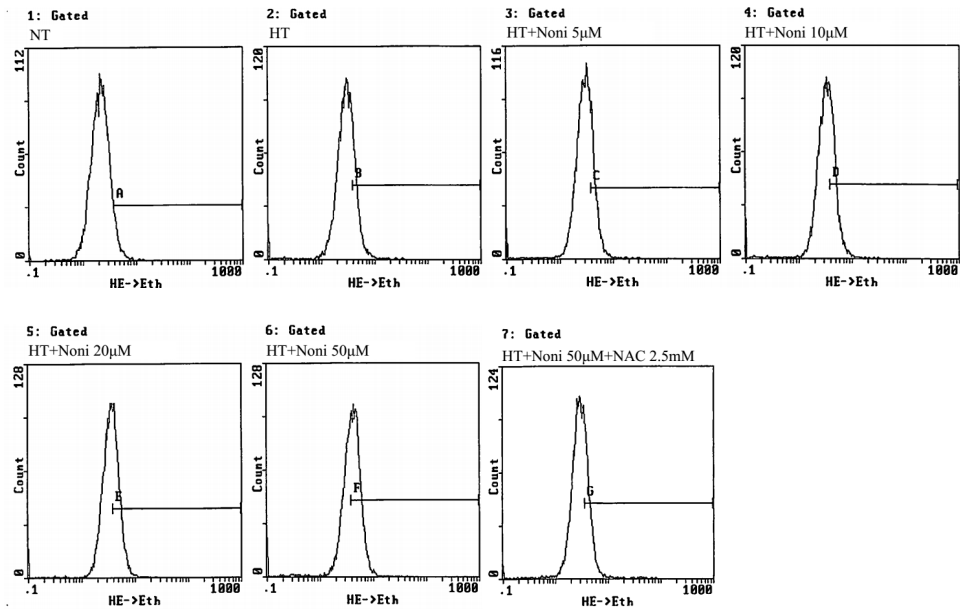 1: Gated
NT
112
Count
0
A
.1
1000
HE->Eth
2: Gated
HT
120
Count
0
B
.1
1000
HE->Eth
3: Gated
HT+Noni 5μM
116
Count
0
C
.1
1000
HE->Eth
4: Gated
HT+Noni 10μM
120
Count
0
D
.1
1000
HE->Eth
5: Gated
HT+Noni 20μM
128
Count
0
E
.1
1000
HE->Eth
6: Gated
HT+Noni 50μM
128
Count
0
F
.1
1000
HE->Eth
7: Gated
HT+Noni 50μM+NAC 2.5mM
124
Count
0
G
.1
1000
HE->Eth